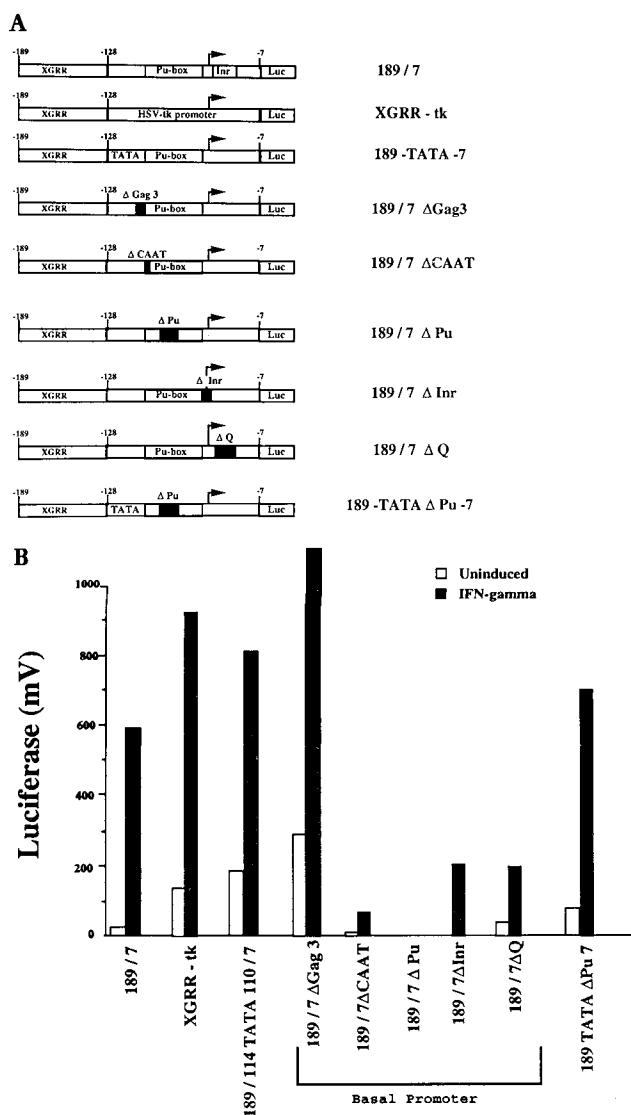 A
-189 -128 -7
XGRR Pu-box Inr Luc 189 / 7
-189 -128 -7
XGRR HSV-tk promoter Luc XGRR - tk
-189 -128 -7
XGRR TATA Pu-box Luc 189 -TATA -7
-189 -128 Δ Gag 3 -7
XGRR Pu-box Luc 189 / 7 ΔGag3
-189 -128 Δ CAAT -7
XGRR Pu-box Luc 189 / 7 ΔCAAT
-189 -128 Δ Pu -7
XGRR Luc 189 / 7 Δ Pu
-189 -128 Δ Inr -7
XGRR Pu-box Luc 189 / 7 Δ Inr
-189 -128 Δ Q -7
XGRR Pu-box Luc 189 / 7 Δ Q
-189 -128 Δ Pu -7
XGRR TATA Luc 189 -TATA Δ Pu -7
B
Uninduced
IFN-gamma
Luciferase (mV)
1000
800
600
400
200
0
189 / 7
XGRR - tk
189 / 114 TATA 110 / 7
189 / 7 ΔGag 3
189 / 7ΔCAAT
189 / 7 Δ Pu
189 / 7ΔInr
189 / 7ΔQ
189 TATA ΔPu 7
Basal Promoter